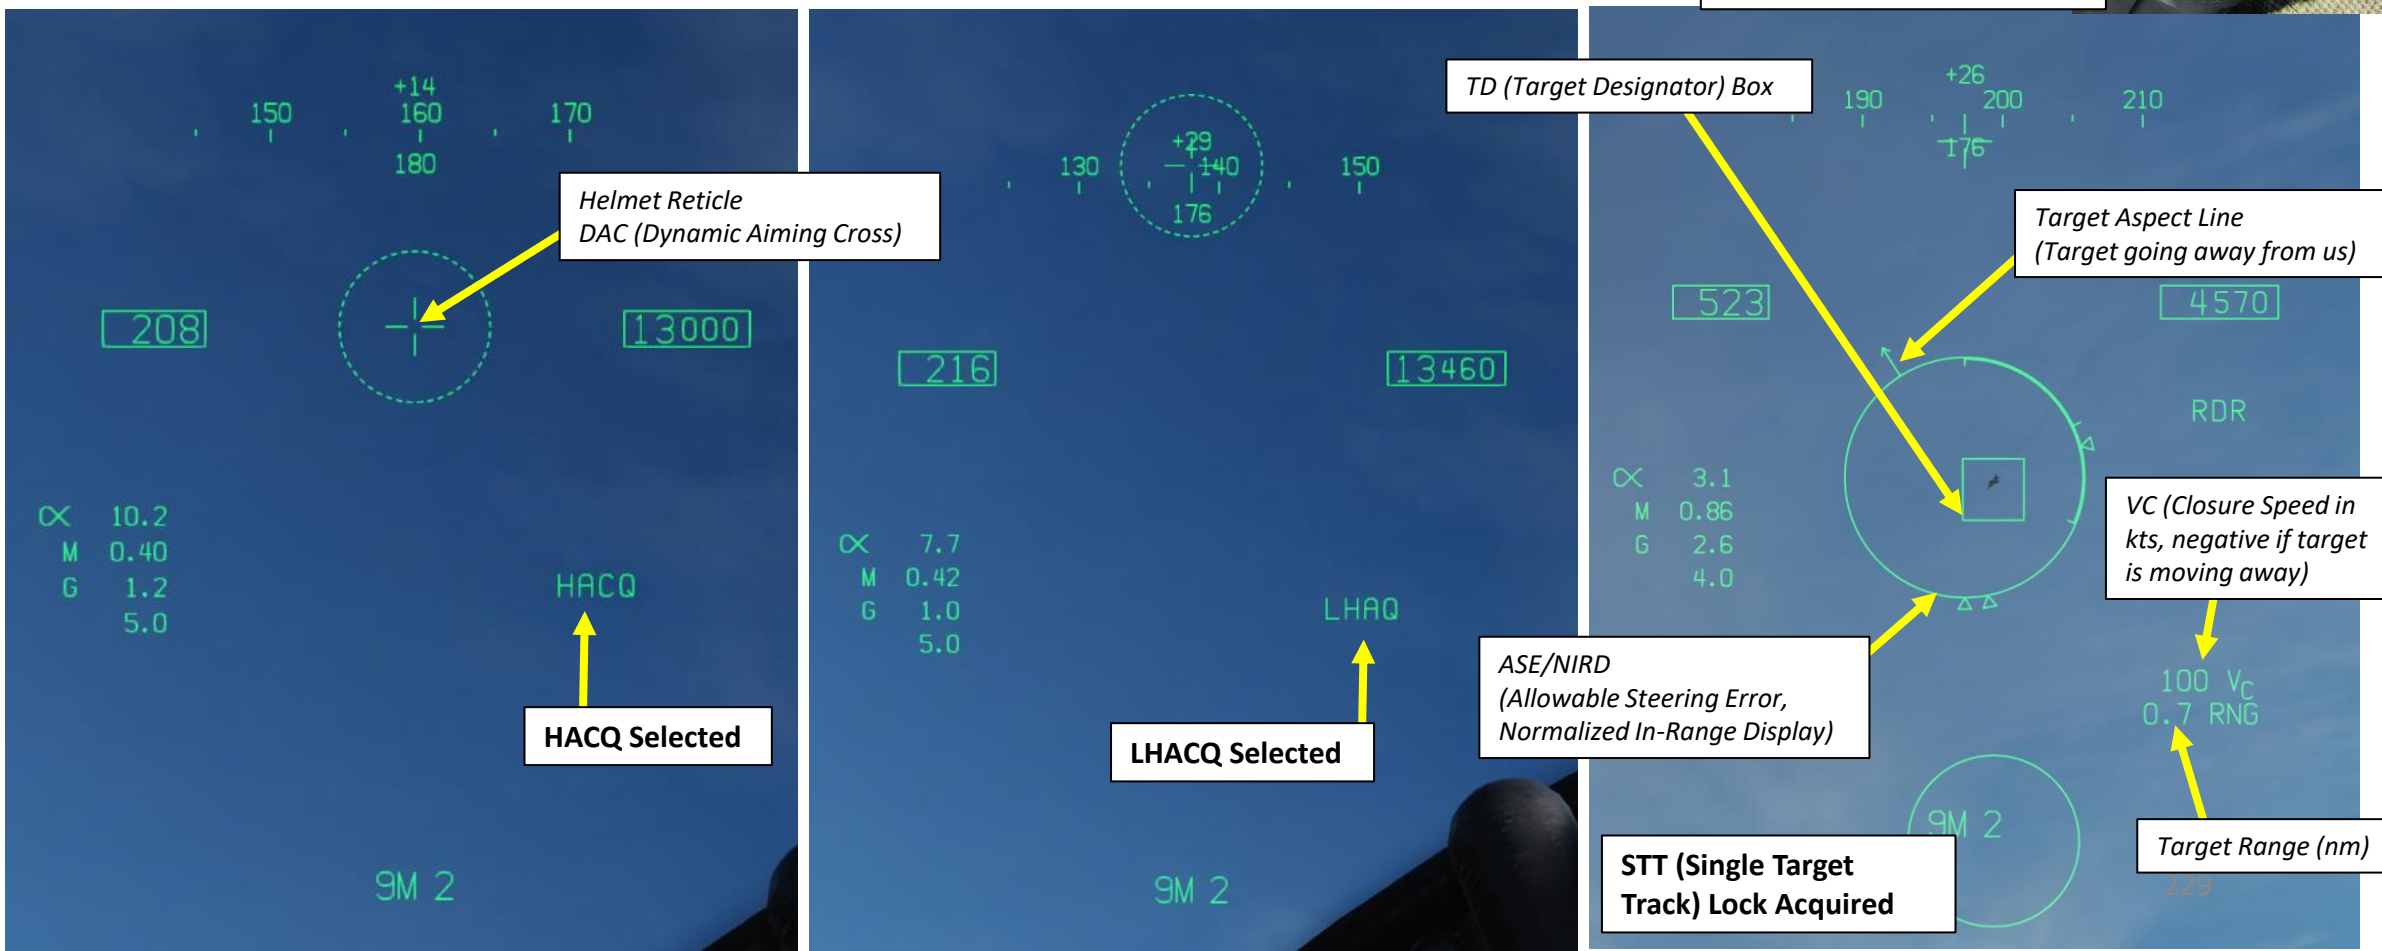 +14
150 160 170
180
Helmet Reticle
DAC (Dynamic Aiming Cross)
208
13000
α 10.2
M 0.40
G 1.2
5.0
HACQ
HACQ Selected
9M 2
+29
130 140 150
176
216
13460
α 7.7
M 0.42
G 1.0
5.0
LHAQ
LHACQ Selected
9M 2
TD (Target Designator) Box
+26
190 200 210
176
Target Aspect Line
(Target going away from us)
523
4570
RDR
α 3.1
M 0.86
G 2.6
4.0
VC (Closure Speed in
kts, negative if target
is moving away)
ASE/NIRD
(Allowable Steering Error,
Normalized In-Range Display)
100 VC
0.7 RNG
9M 2
Target Range (nm)
STT (Single Target
Track) Lock Acquired
229